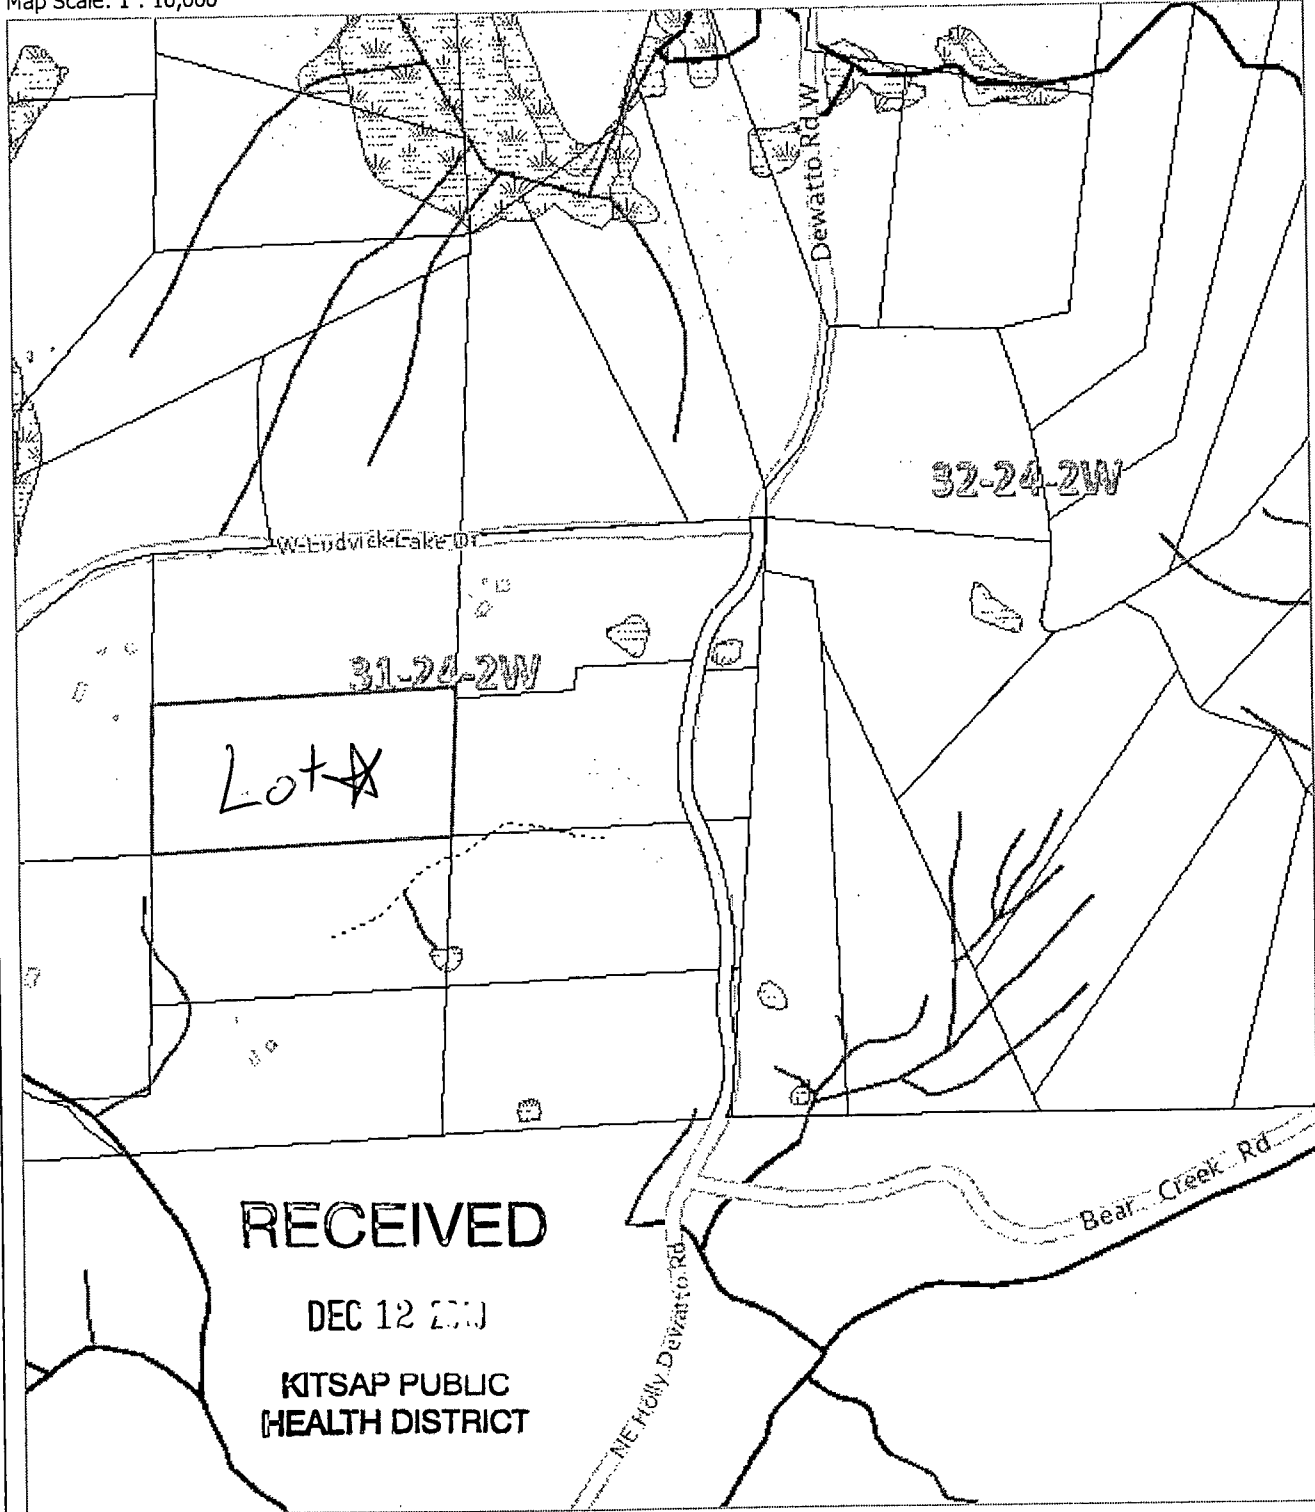 Map Scale: 1 : 10,000
Dewatto Rd W
32-24-2W
W Ludvick Lake Dr
31-24-2W
Lot
RECEIVED
DEC 12
KITSAP PUBLIC
HEALTH DISTRICT
Bear Creek Rd
NE Holly Dewatto Rd